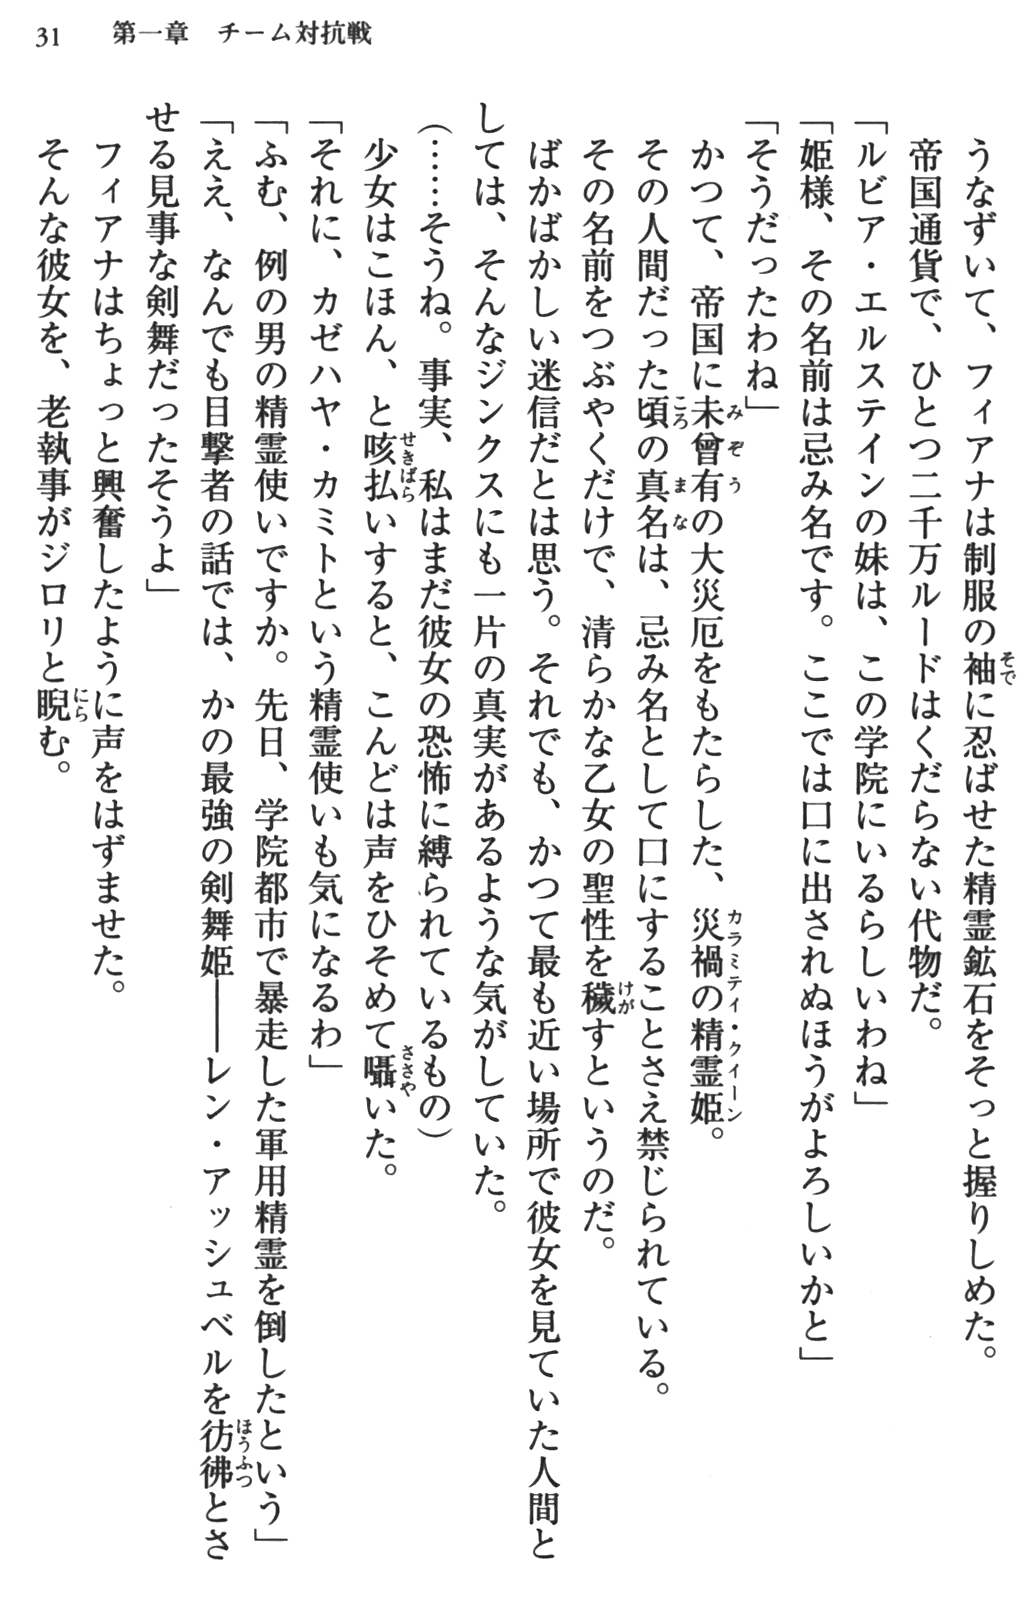 31　第一章　チーム対抗戦
うなずいて、フィアナは制服の袖に忍ばせた精霊鉱石をそっと握りしめた。
帝国通貨で、ひとつ二千万ルードはくだらない代物だ。
「ルビア・エルステインの妹は、この学院にいるらしいわね」
「姫様、その名前は忌み名です。ここでは口に出されぬほうがよろしいかと」
「そうだったわね」
かつて、帝国に未曾有の大災厄をもたらした、災禍の精霊姫。
その人間だった頃の真名は、忌み名として口にすることさえ禁じられている。
その名前をつぶやくだけで、清らかな乙女の聖性を穢すというのだ。
ばかばかしい迷信だとは思う。それでも、かつて最も近い場所で彼女を見ていた人間と
しては、そんなジンクスにも一片の真実があるような気がしていた。
（……そうね。事実、私はまだ彼女の恐怖に縛られているもの）
少女はこほん、と咳払いすると、こんどは声をひそめて囁いた。
「それに、カゼハヤ・カミトという精霊使いも気になるわ」
「ふむ、例の男の精霊使いですか。先日、学院都市で暴走した軍用精霊を倒したという」
「ええ、なんでも目撃者の話では、かの最強の剣舞姫――レン・アッシュベルを彷彿とさ
せる見事な剣舞だったそうよ」
フィアナはちょっと興奮したように声をはずませた。
そんな彼女を、老執事がジロリと睨む。